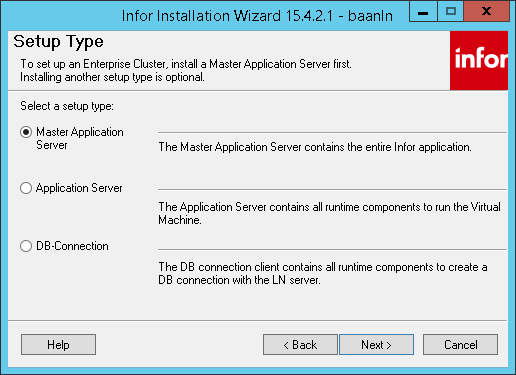 Infor Installation Wizard 15.4.2.1 - baanln
Setup Type
To set up an Enterprise Cluster, install a Master Application Server first.
Installing another setup type is optional.
infor
Select a setup type:
Master Application
Server
The Master Application Server contains the entire Infor application.
Application Server
The Application Server contains all runtime components to run the Virtual
Machine.
DB-Connection
The DB connection client contains all runtime components to create a
DB connection with the LN server.
Help
< Back
Next >
Cancel